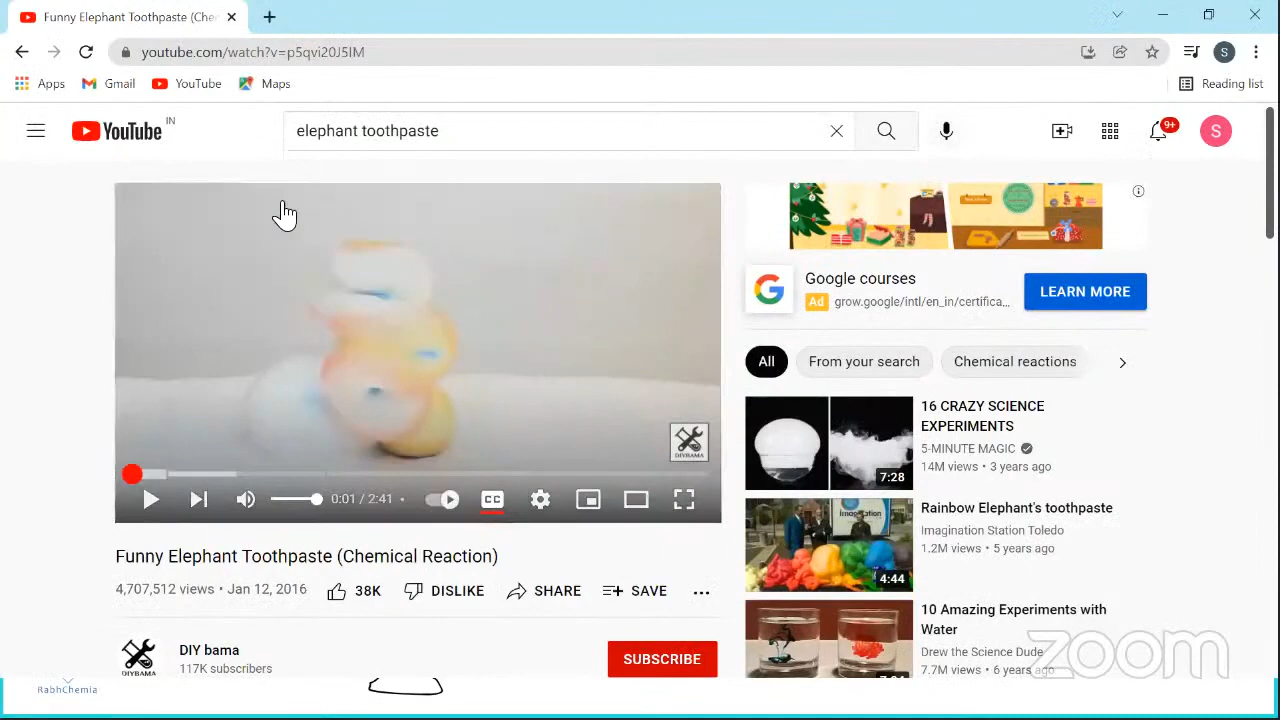 Funny Elephant Toothpaste (Che
youtube.com/watch?v=p5qvi20J5IM
S
Apps
Gmail
YouTube
Maps
Reading list
YouTube
IN
elephant toothpaste
9+
S
DIYBAMA
0:01 / 2:41
CC
Google courses
Ad grow.google/intl/en_in/certifica...
LEARN MORE
All
From your search
Chemical reactions
16 CRAZY SCIENCE
EXPERIMENTS
5-MINUTE MAGIC
14M views • 3 years ago
7:28
Rainbow Elephant's toothpaste
Imagination Station Toledo
1.2M views • 5 years ago
4:44
10 Amazing Experiments with
Water
Drew the Science Dude
7.7M views • 6 years ago
Funny Elephant Toothpaste (Chemical Reaction)
4,707,512 views • Jan 12, 2016
38K
DISLIKE
SHARE
SAVE
...
DIY bama
117K subscribers
DIYBAMA
SUBSCRIBE
zoom
RabhChemia